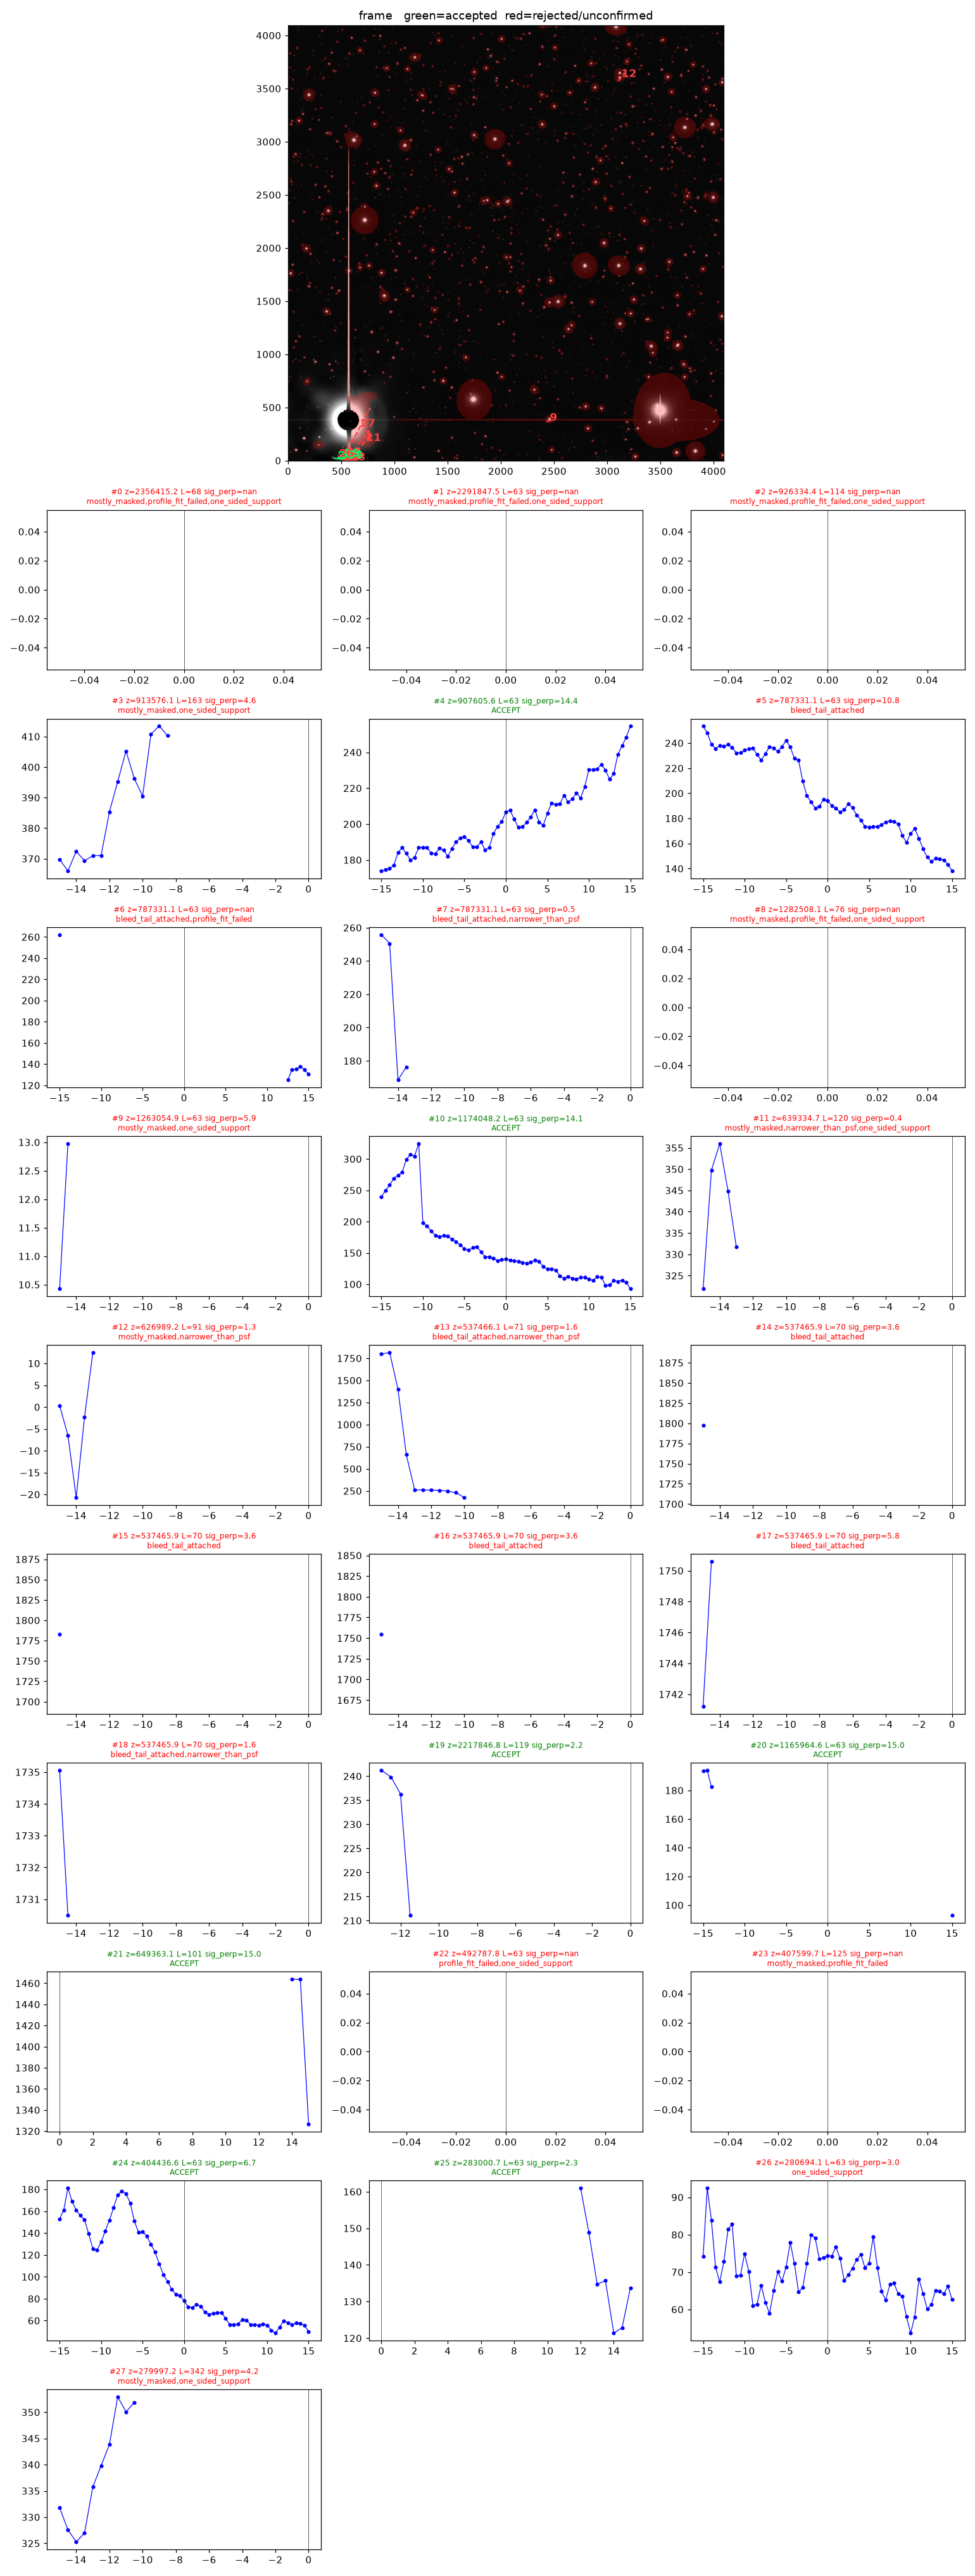 frame green=accepted red=rejected/unconfirmed
12
9
27
21
#0 z=2356415.2 L=68 sig_perp=nan
mostly_masked,profile_fit_failed,one_sided_support
#1 z=2291847.5 L=63 sig_perp=nan
mostly_masked,profile_fit_failed,one_sided_support
#2 z=926334.4 L=114 sig_perp=nan
mostly_masked,profile_fit_failed,one_sided_support
#3 z=913576.1 L=163 sig_perp=4.6
mostly_masked,one_sided_support
#4 z=907605.6 L=63 sig_perp=14.4
ACCEPT
#5 z=787331.1 L=63 sig_perp=10.8
bleed_tail_attached
#6 z=787331.1 L=63 sig_perp=nan
bleed_tail_attached,profile_fit_failed
#7 z=787331.1 L=63 sig_perp=0.5
bleed_tail_attached,narrower_than_psf
#8 z=1282508.1 L=76 sig_perp=nan
mostly_masked,profile_fit_failed,one_sided_support
#9 z=1263054.9 L=63 sig_perp=5.9
mostly_masked,one_sided_support
#10 z=1174048.2 L=63 sig_perp=14.1
ACCEPT
#11 z=639334.7 L=120 sig_perp=0.4
mostly_masked,narrower_than_psf,one_sided_support
#12 z=626989.2 L=91 sig_perp=1.3
mostly_masked,narrower_than_psf
#13 z=537466.1 L=71 sig_perp=1.6
bleed_tail_attached,narrower_than_psf
#14 z=537465.9 L=70 sig_perp=3.6
bleed_tail_attached
#15 z=537465.9 L=70 sig_perp=3.6
bleed_tail_attached
#16 z=537465.9 L=70 sig_perp=3.6
bleed_tail_attached
#17 z=537465.9 L=70 sig_perp=5.8
bleed_tail_attached
#18 z=537465.9 L=70 sig_perp=1.6
bleed_tail_attached,narrower_than_psf
#19 z=2217846.8 L=119 sig_perp=2.2
ACCEPT
#20 z=1165964.6 L=63 sig_perp=15.0
ACCEPT
#21 z=649363.1 L=101 sig_perp=15.0
ACCEPT
#22 z=492787.8 L=63 sig_perp=nan
profile_fit_failed,one_sided_support
#23 z=407599.7 L=125 sig_perp=nan
mostly_masked,profile_fit_failed
#24 z=404436.6 L=63 sig_perp=6.7
ACCEPT
#25 z=283000.7 L=63 sig_perp=2.3
ACCEPT
#26 z=280694.1 L=63 sig_perp=3.0
one_sided_support
#27 z=279997.2 L=342 sig_perp=4.2
mostly_masked,one_sided_support